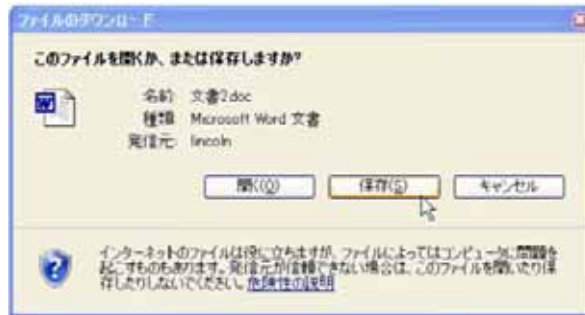 ファイルのダウンロード
このファイルを開くか、または保存しますか?
名前: 文書2.doc
種類: Microsoft Word 文書
発信元: lincoln
開く(O) 保存(S) キャンセル
インターネットのファイルは役に立ちますが、ファイルによってはコンピュータに問題を
起こすものもあります。発信元が信頼できない場合は、このファイルを開いたり保
存したりしないでください。危険性の説明